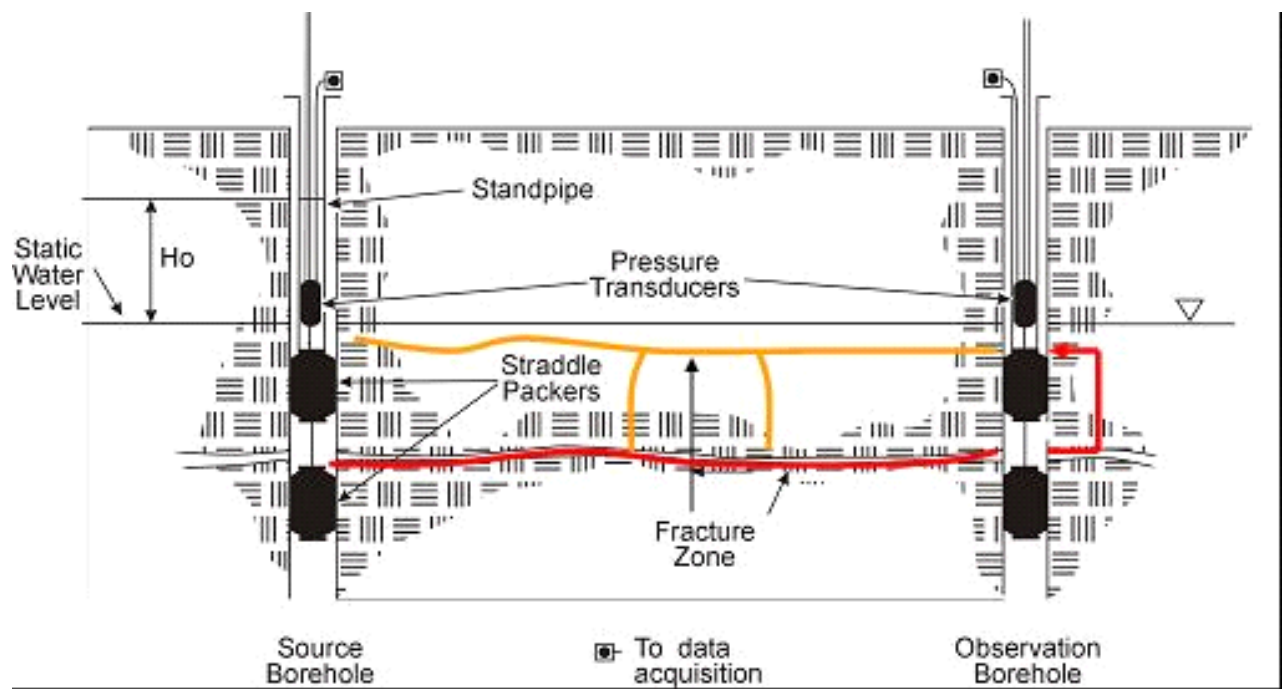 Standpipe
Static
Water
Level
Ho
Pressure
Transducers
Straddle
Packers
Fracture
Zone
Source
Borehole
To data
acquisition
Observation
Borehole